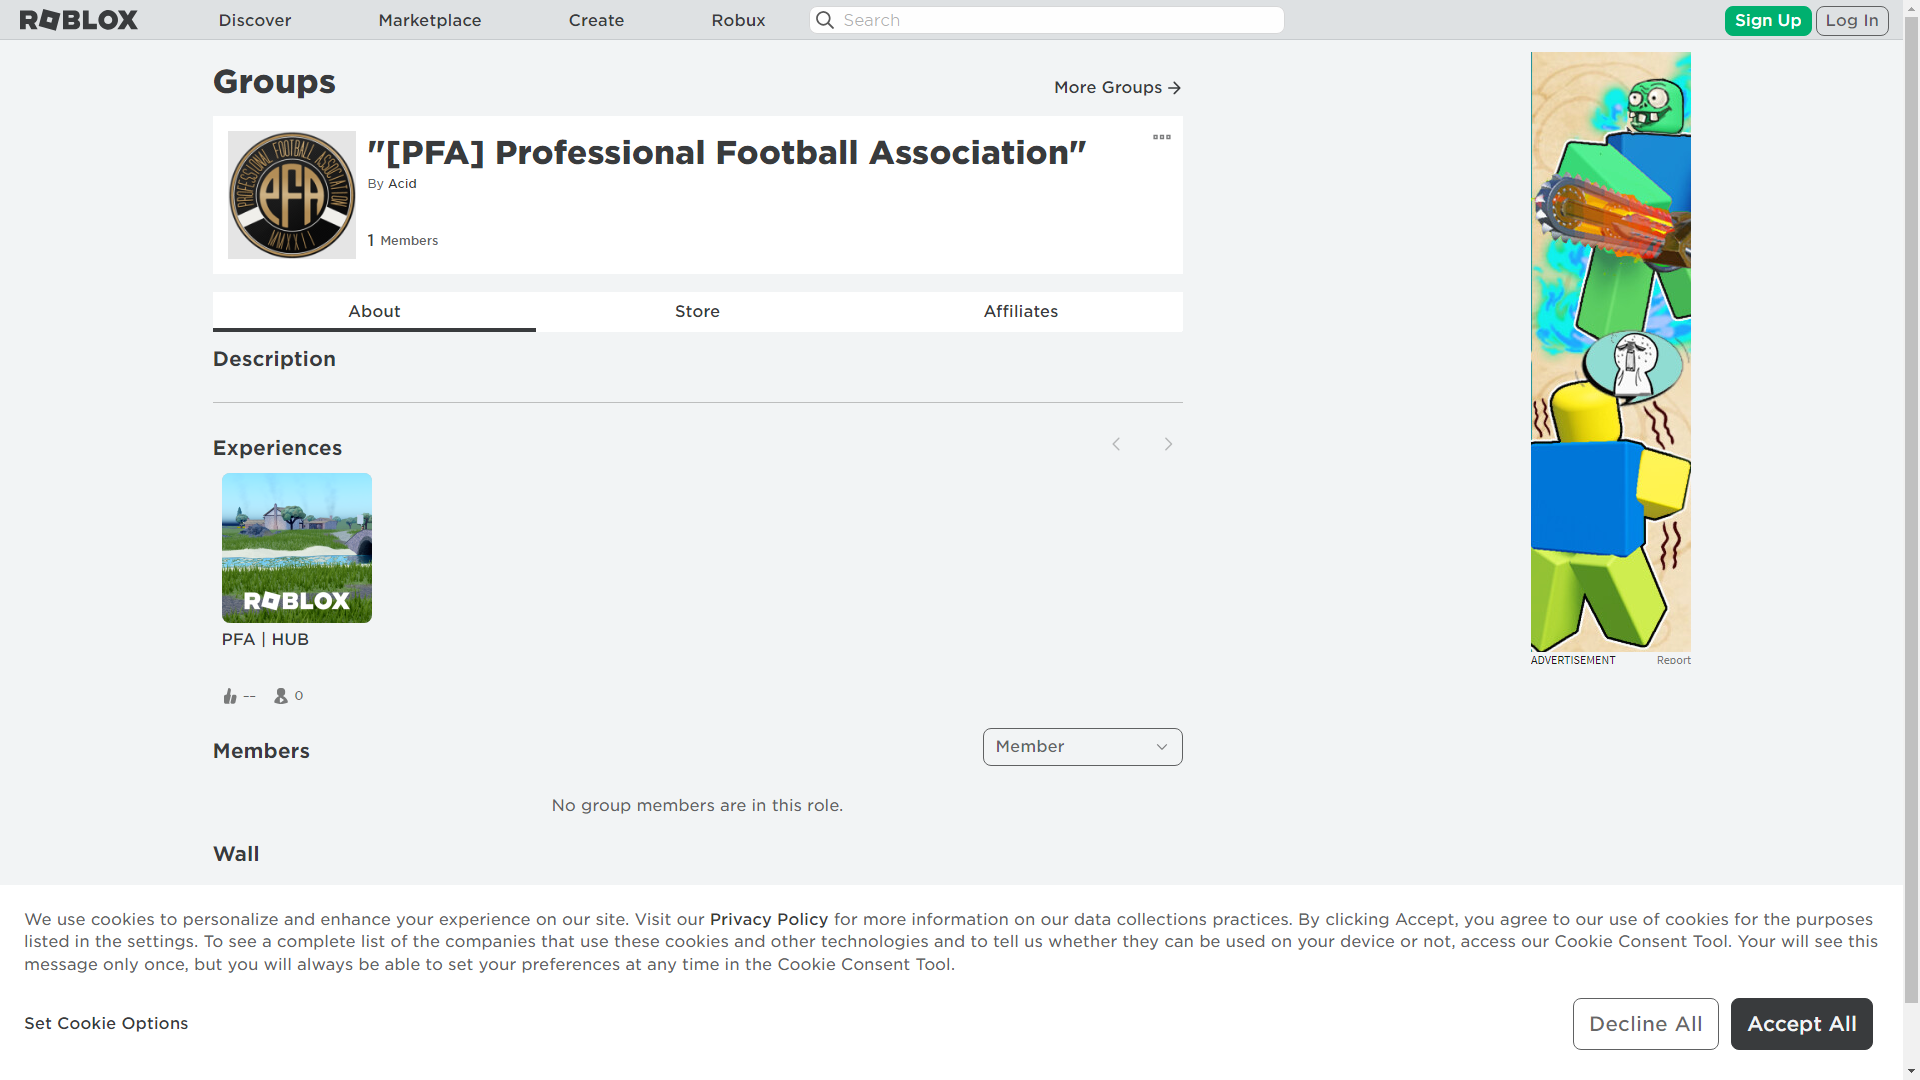 ROBLOX
Discover
Marketplace
Create
Robux
Search
Sign Up
Log In
Groups
More Groups
PROFESSIONAL FOOTBALL ASSOCIATION
PFA
MMXXII
"[PFA] Professional Football Association"
By Acid
1 Members
About
Store
Affiliates
Description
Experiences
ROBLOX
PFA | HUB
--
0
Members
Member
No group members are in this role.
Wall
ADVERTISEMENT
Report
We use cookies to personalize and enhance your experience on our site. Visit our Privacy Policy for more information on our data collections practices. By clicking Accept, you agree to our use of cookies for the purposes
listed in the settings. To see a complete list of the companies that use these cookies and other technologies and to tell us whether they can be used on your device or not, access our Cookie Consent Tool. Your will see this
message only once, but you will always be able to set your preferences at any time in the Cookie Consent Tool.
Set Cookie Options
Decline All
Accept All